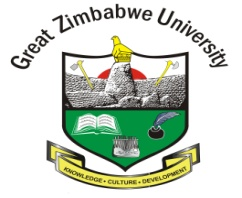 Great Zimbabwe University
KNOWLEDGE • CULTURE • DEVELOPMENT